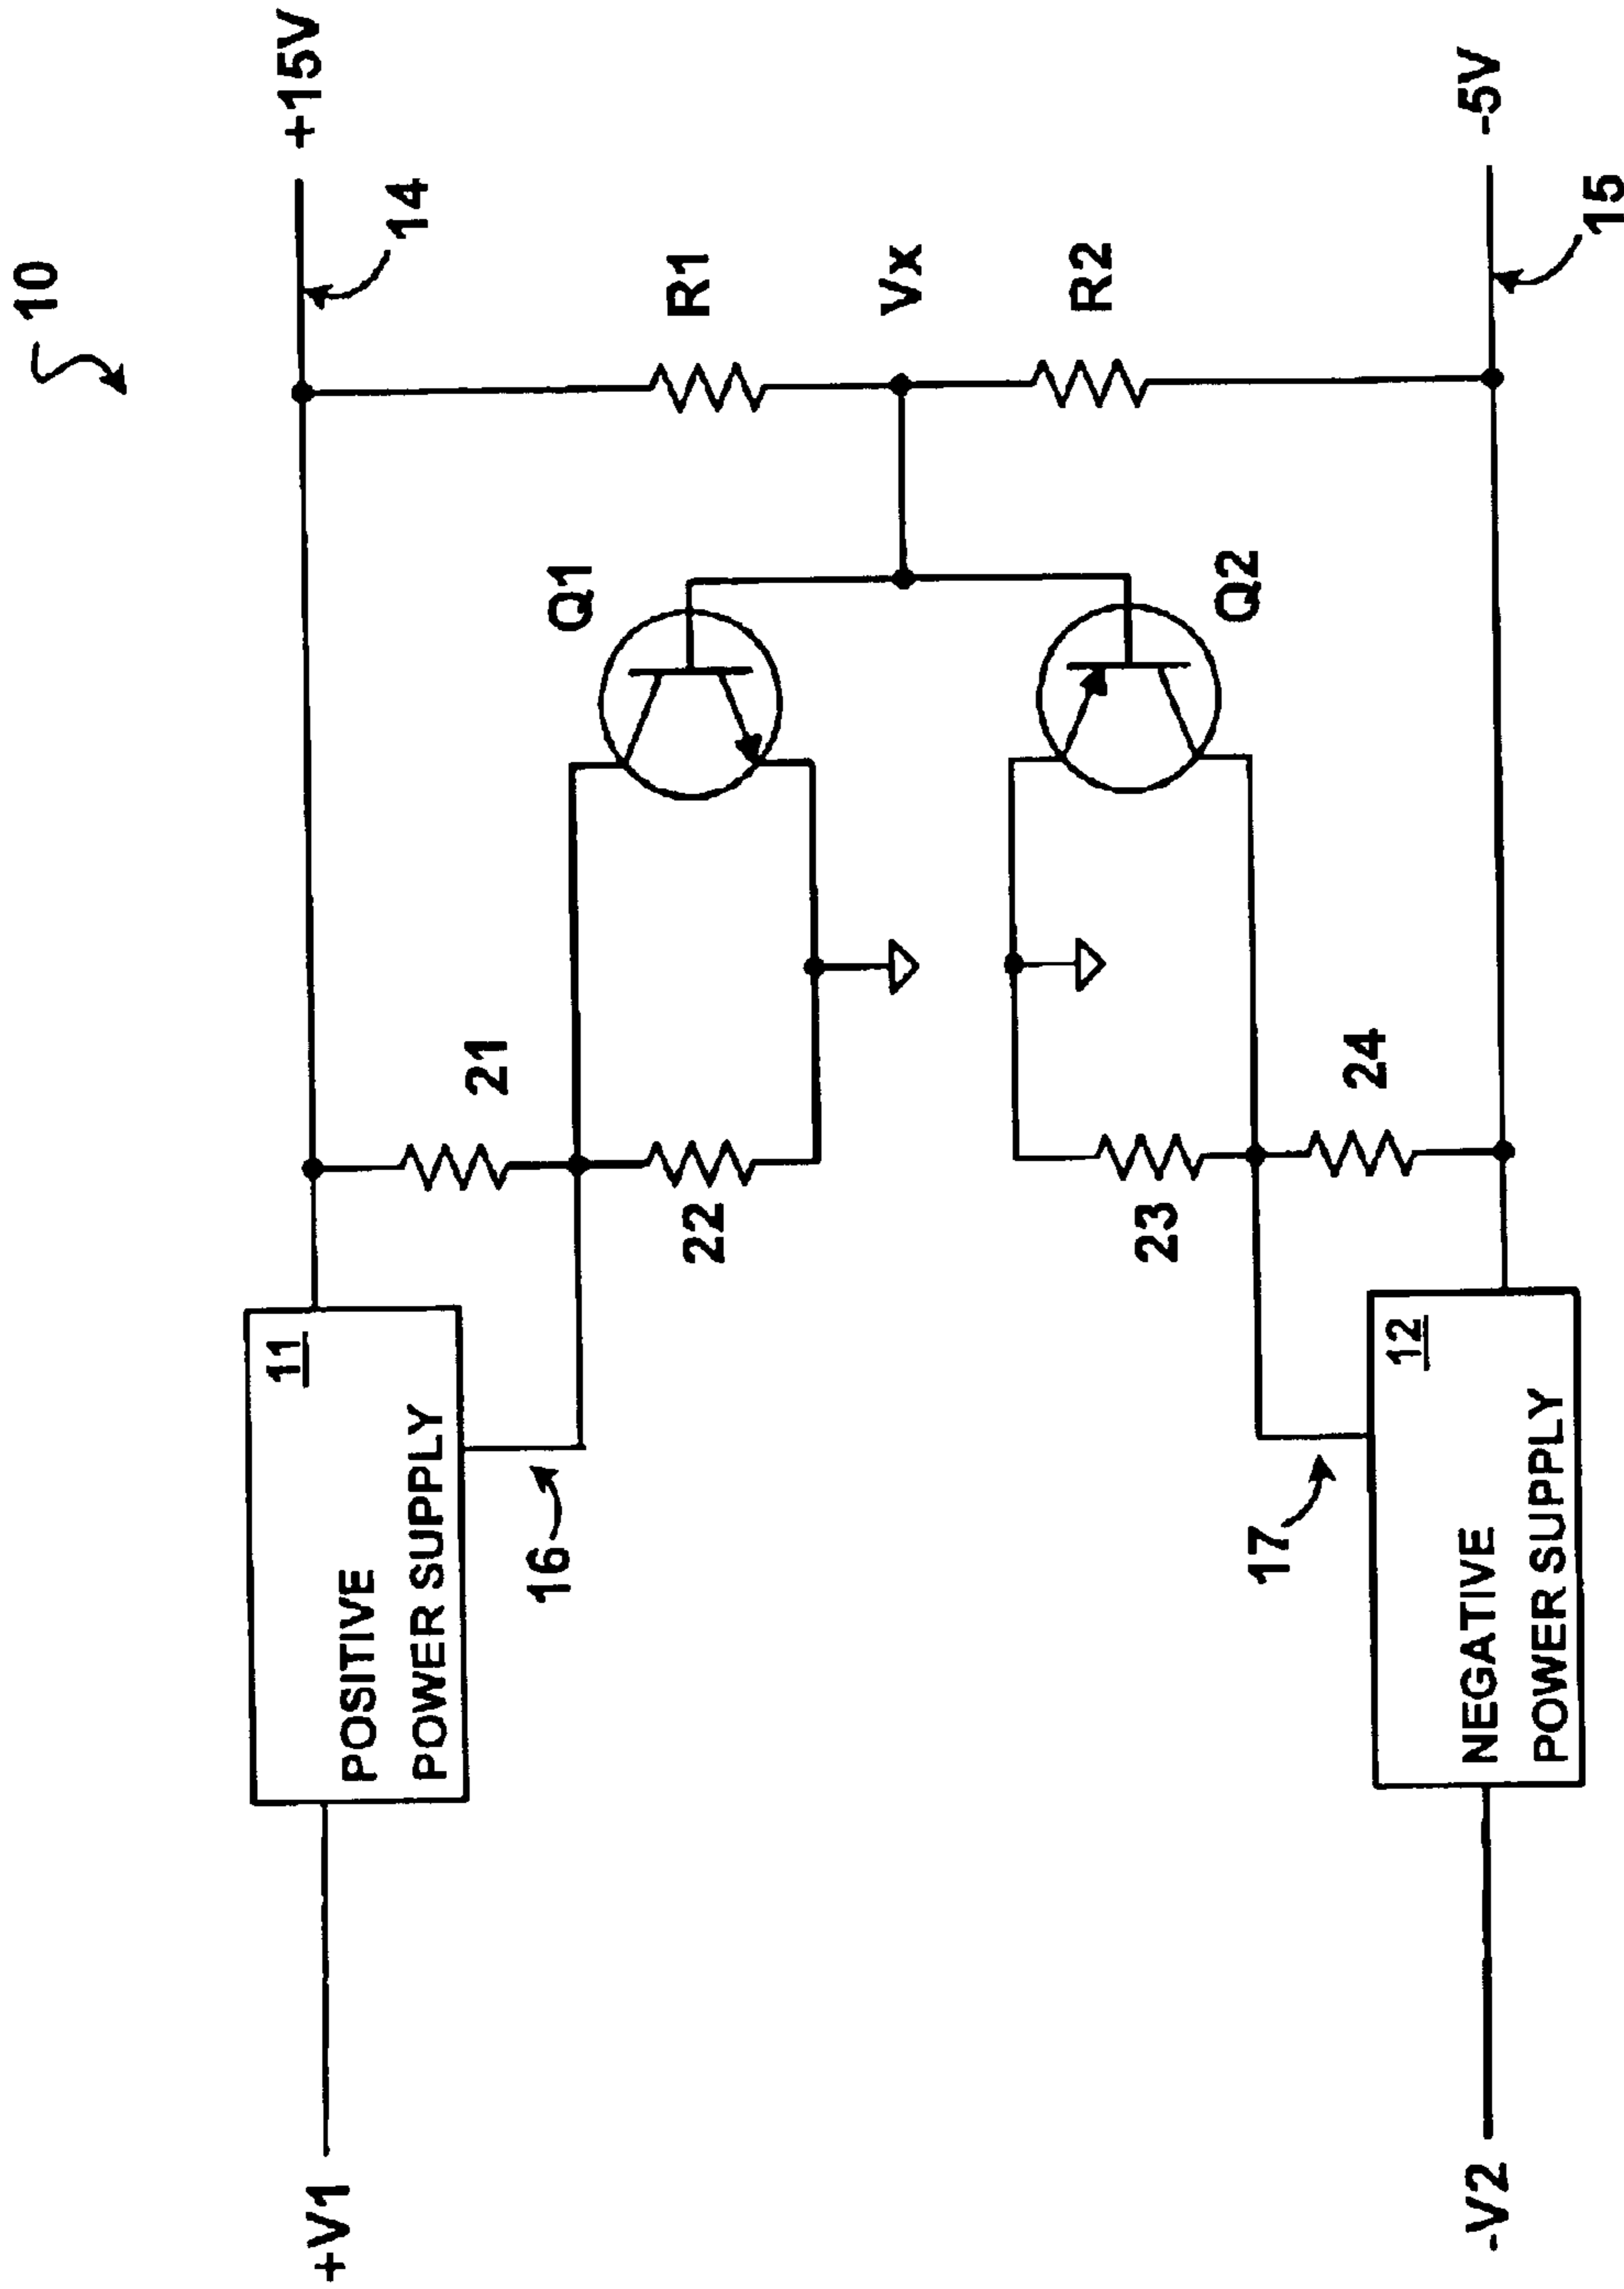 10
+15V
14
R1
Vx
R2
-5V
15
Q1
Q2
21
22
23
24
11
POSITIVE
POWER SUPPLY
16
17
12
NEGATIVE
POWER SUPPLY
+V1
-V2